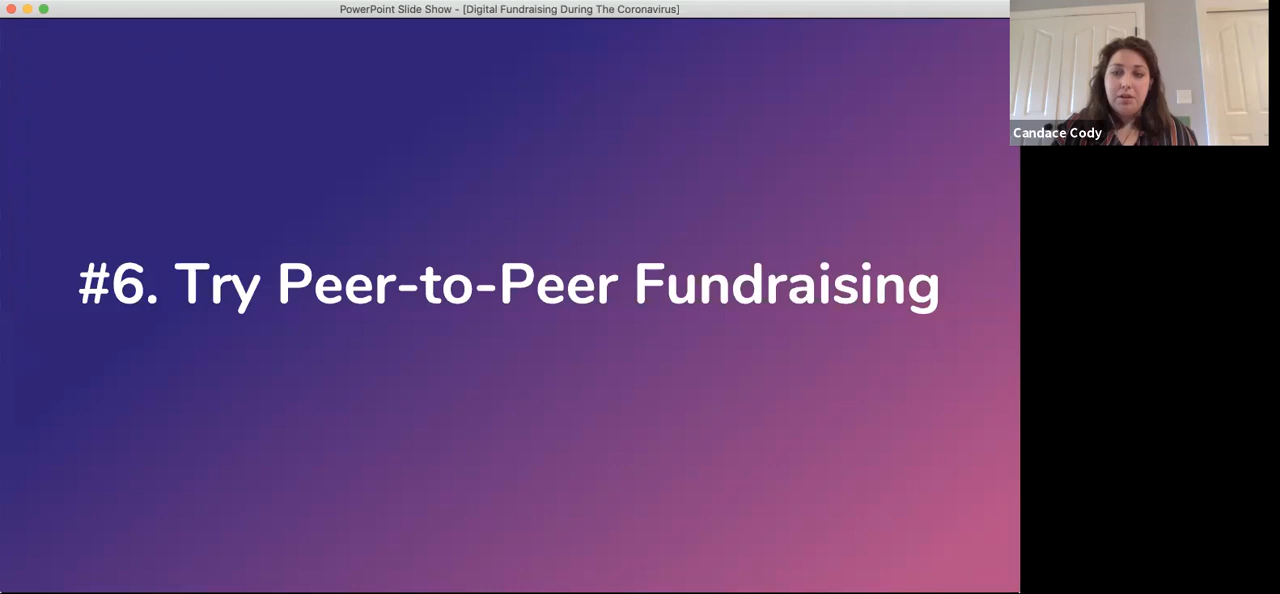 PowerPoint Slide Show - [Digital Fundraising During The Coronavirus]
Candace Cody
#6. Try Peer-to-Peer Fundraising